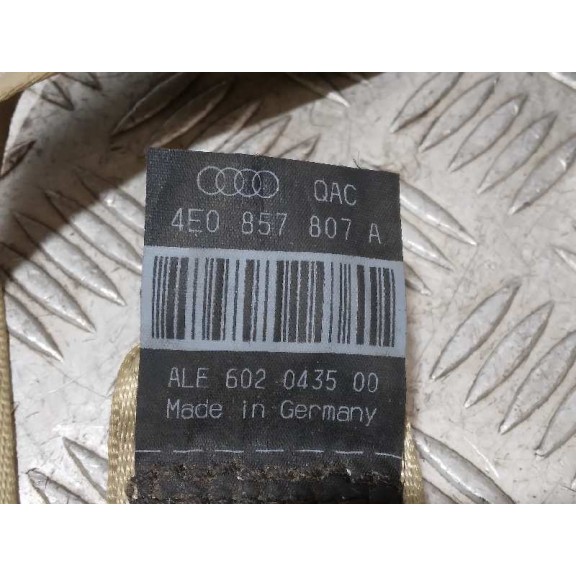 QAC
4E0 857 807 A
ALE 602 0435 00
Made in Germany